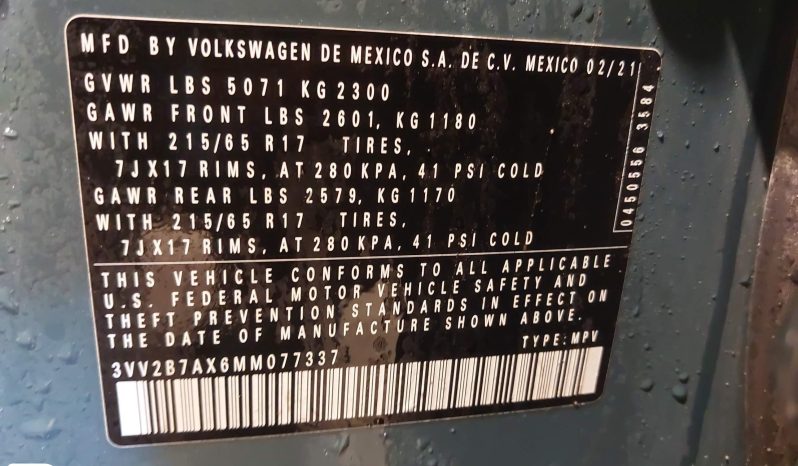 MFD BY VOLKSWAGEN DE MEXICO S.A. DE C.V. MEXICO 02/21
GVWR LBS 5071 KG 2300
GAWR FRONT LBS 2601, KG 1180
WITH 215/65 R17 TIRES,
7JX17 RIMS, AT 280 KPA, 41 PSI COLD
GAWR REAR LBS 2579, KG 1170
WITH 215/65 R17 TIRES,
7JX17 RIMS, AT 280 KPA, 41 PSI COLD
THIS VEHICLE CONFORMS TO ALL APPLICABLE
U.S. FEDERAL MOTOR VEHICLE SAFETY AND
THEFT PREVENTION STANDARDS IN EFFECT ON
THE DATE OF MANUFACTURE SHOWN ABOVE.
3VV2B7AX6MM077337 TYPE: MPV
0450556 3584